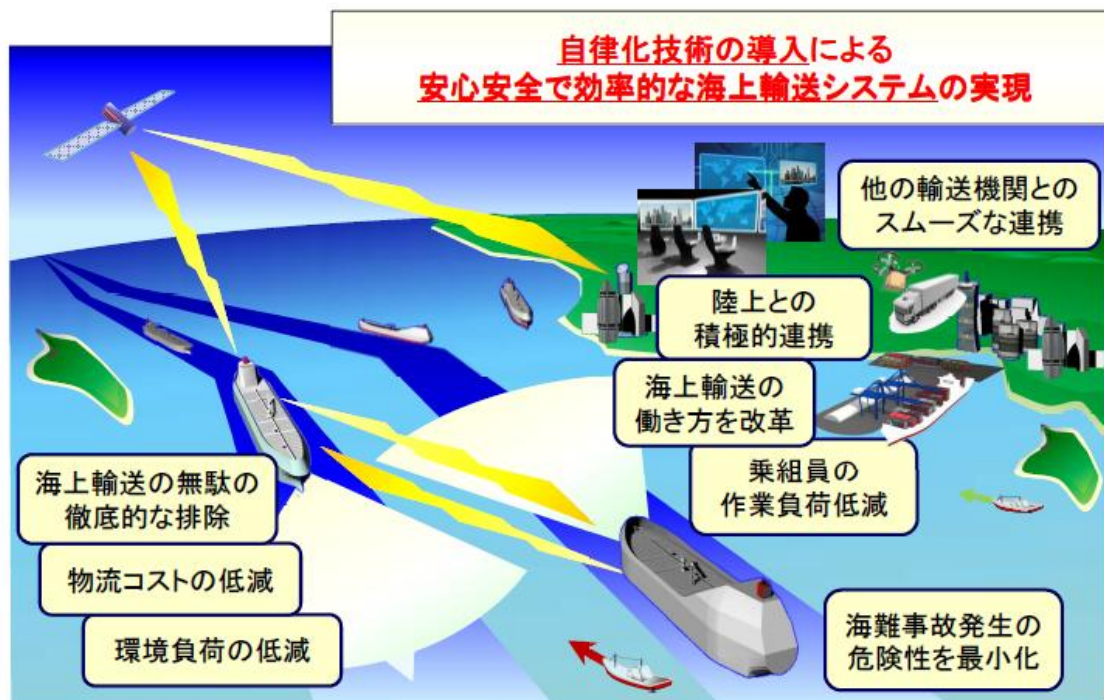 自律化技術の導入による
安心安全で効率的な海上輸送システムの実現
他の輸送機関との
スムーズな連携
陸上との
積極的連携
海上輸送の
働き方を改革
乗組員の
作業負荷低減
海上輸送の無駄の
徹底的な排除
物流コストの低減
環境負荷の低減
海難事故発生の
危険性を最小化